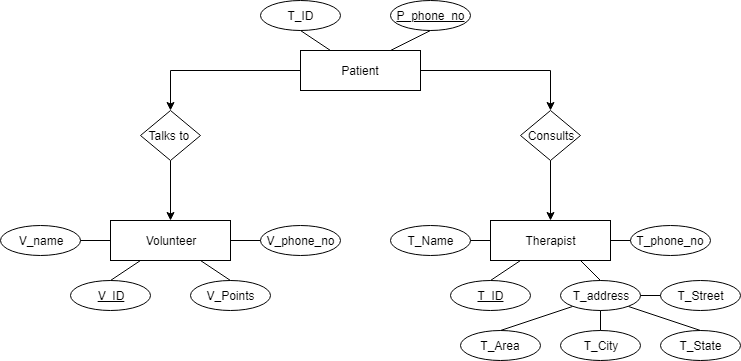 T_ID
P_phone_no
Patient
Talks to
Consults
V_name
Volunteer
V_phone_no
T_Name
Therapist
T_phone_no
V_ID
V_Points
T_ID
T_address
T_Street
T_Area
T_City
T_State